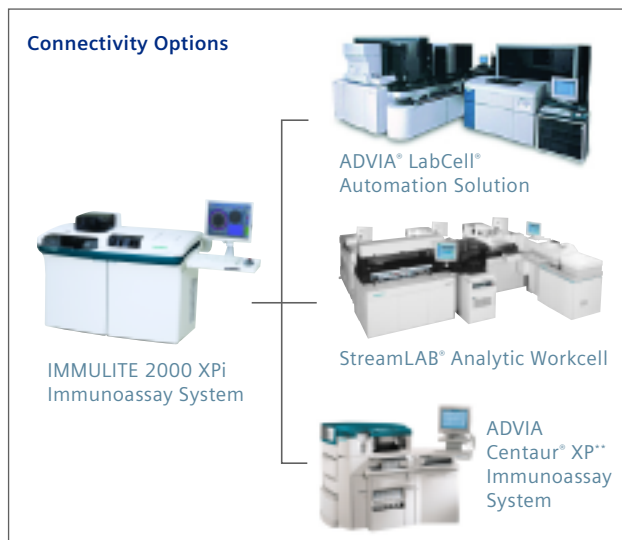 Connectivity Options
ADVIA® LabCell®
Automation Solution
IMMULITE 2000 XPi
Immunoassay System
StreamLAB® Analytic Workcell
ADVIA
Centaur® XP**
Immunoassay
System